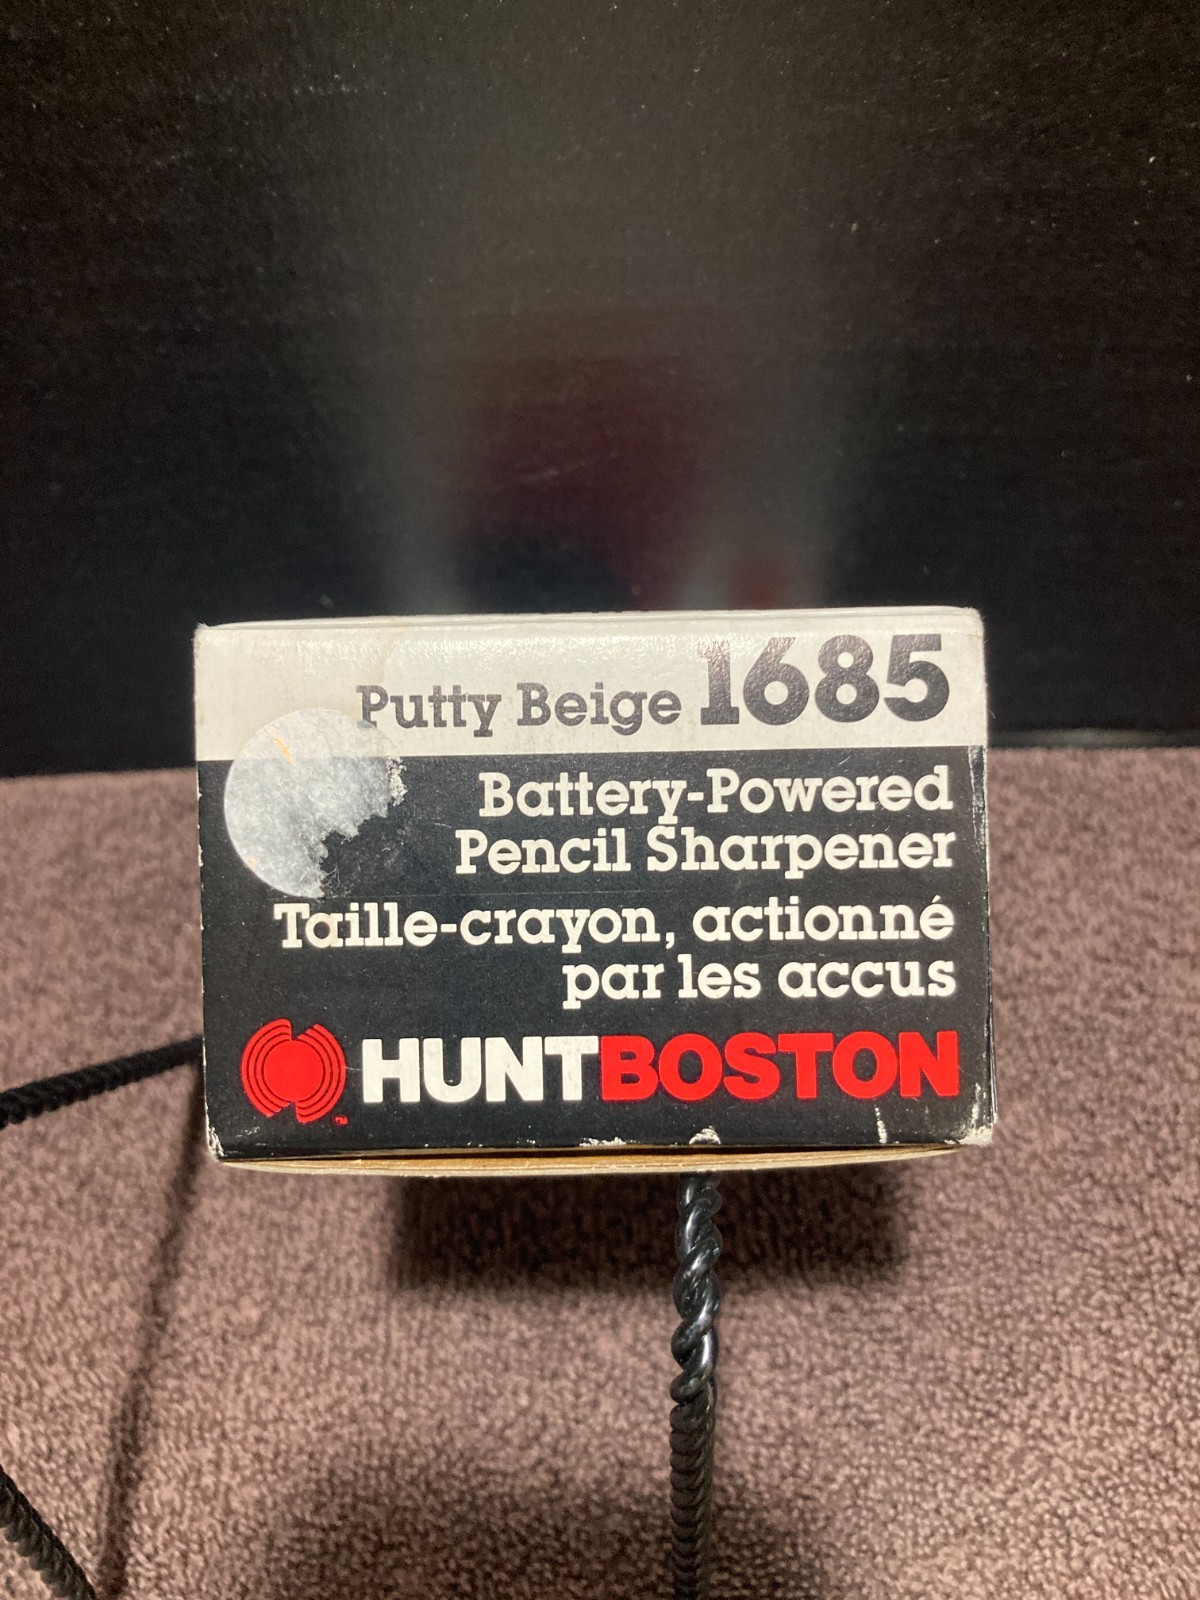 Putty Beige 1685
Battery-Powered
Pencil Sharpener
Taille-crayon, actionné
par les accus
HUNTBOSTON